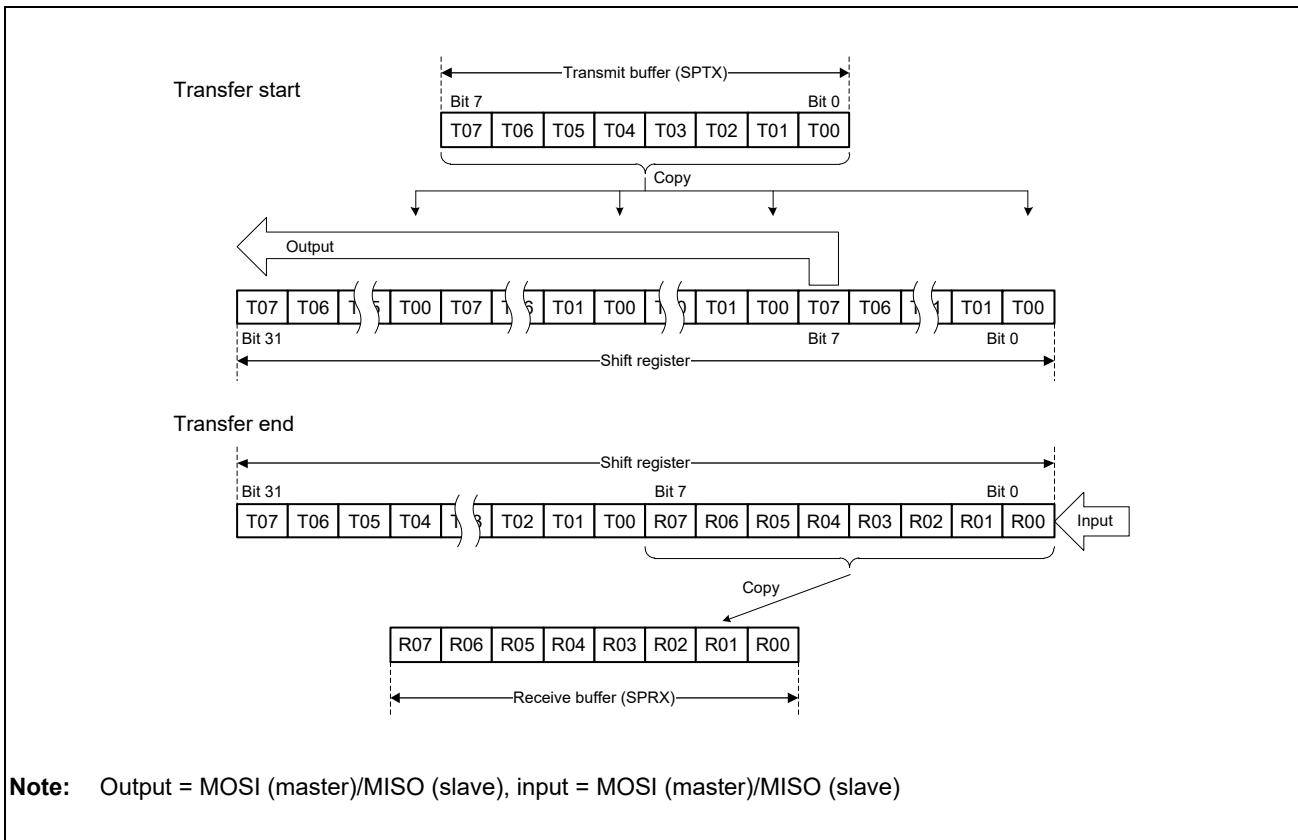 Transfer start
Transmit buffer (SPTX)
Bit 7 Bit 0
T07 T06 T05 T04 T03 T02 T01 T00
Copy
Output
T07 T06 T00 T07 T01 T00 T01 T00 T07 T06 T01 T00
Bit 31 Bit 7 Bit 0
Shift register
Transfer end
Shift register
Bit 31 Bit 7 Bit 0
T07 T06 T05 T04 T02 T01 T00 R07 R06 R05 R04 R03 R02 R01 R00
Input
Copy
R07 R06 R05 R04 R03 R02 R01 R00
Receive buffer (SPRX)
Note: Output = MOSI (master)/MISO (slave), input = MOSI (master)/MISO (slave)